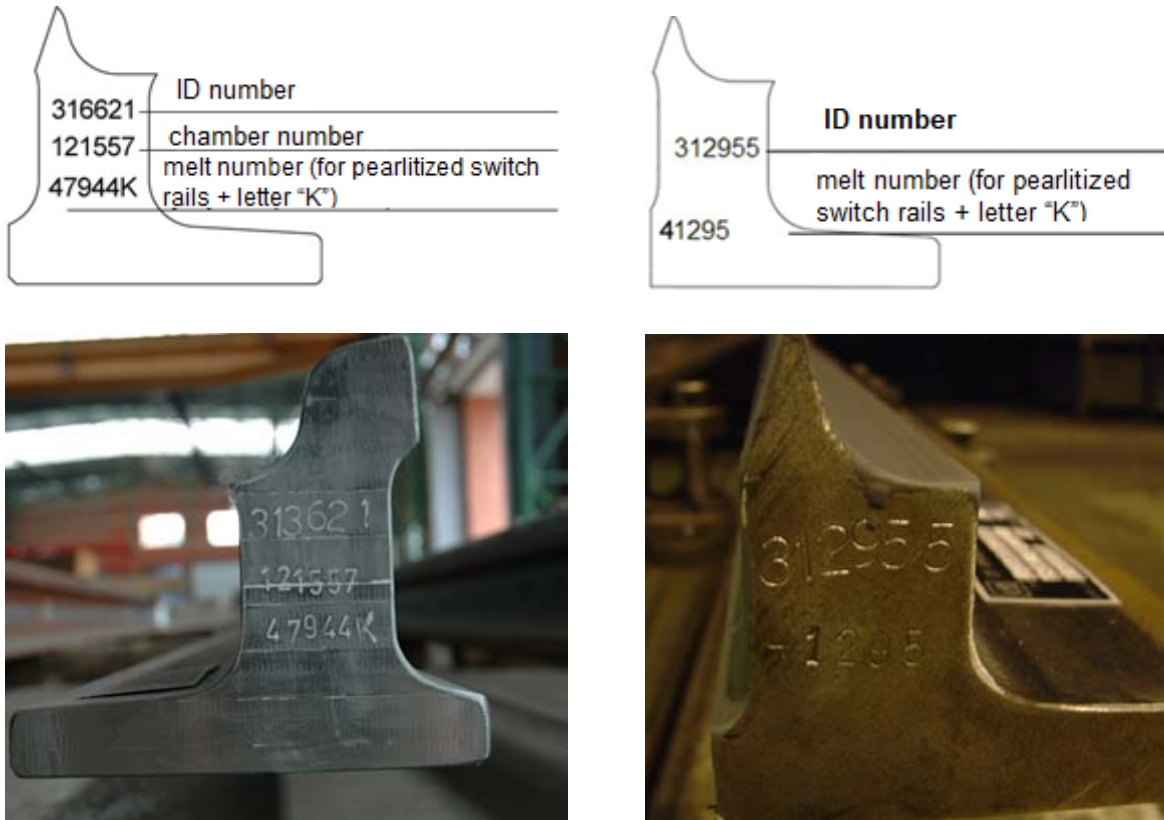 316621
ID number
121557
chamber number
47944K
melt number (for pearlitized switch
rails + letter “K”)
ID number
312955
melt number (for pearlitized
switch rails + letter “K”)
41295
313621
121557
47944K
312955
1295